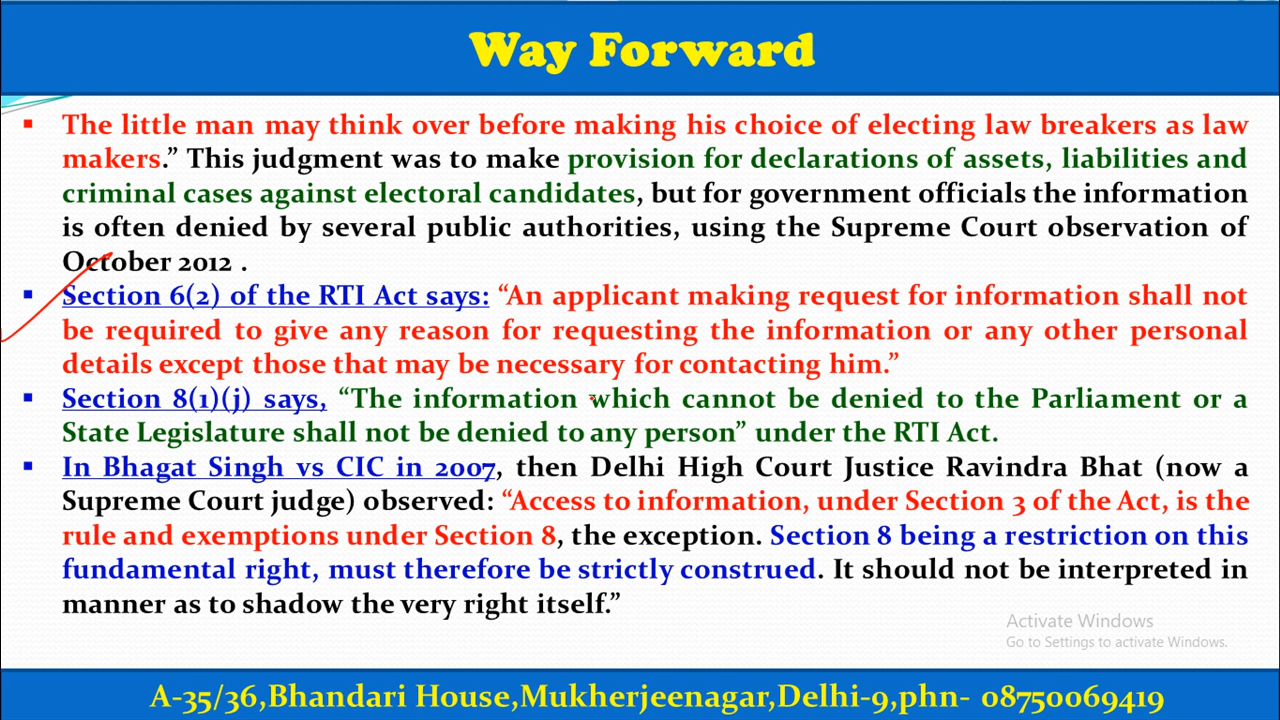 Way Forward
▪ The little man may think over before making his choice of electing law breakers as law
makers.” This judgment was to make provision for declarations of assets, liabilities and
criminal cases against electoral candidates, but for government officials the information
is often denied by several public authorities, using the Supreme Court observation of
October 2012 .
▪ Section 6(2) of the RTI Act says: “An applicant making request for information shall not
be required to give any reason for requesting the information or any other personal
details except those that may be necessary for contacting him.”
▪ Section 8(1)(j) says, “The information which cannot be denied to the Parliament or a
State Legislature shall not be denied to any person” under the RTI Act.
▪ In Bhagat Singh vs CIC in 2007, then Delhi High Court Justice Ravindra Bhat (now a
Supreme Court judge) observed: “Access to information, under Section 3 of the Act, is the
rule and exemptions under Section 8, the exception. Section 8 being a restriction on this
fundamental right, must therefore be strictly construed. It should not be interpreted in
manner as to shadow the very right itself.”
Activate Windows
Go to Settings to activate Windows.
A-35/36,Bhandari House,Mukherjeenagar,Delhi-9,phn- 08750069419